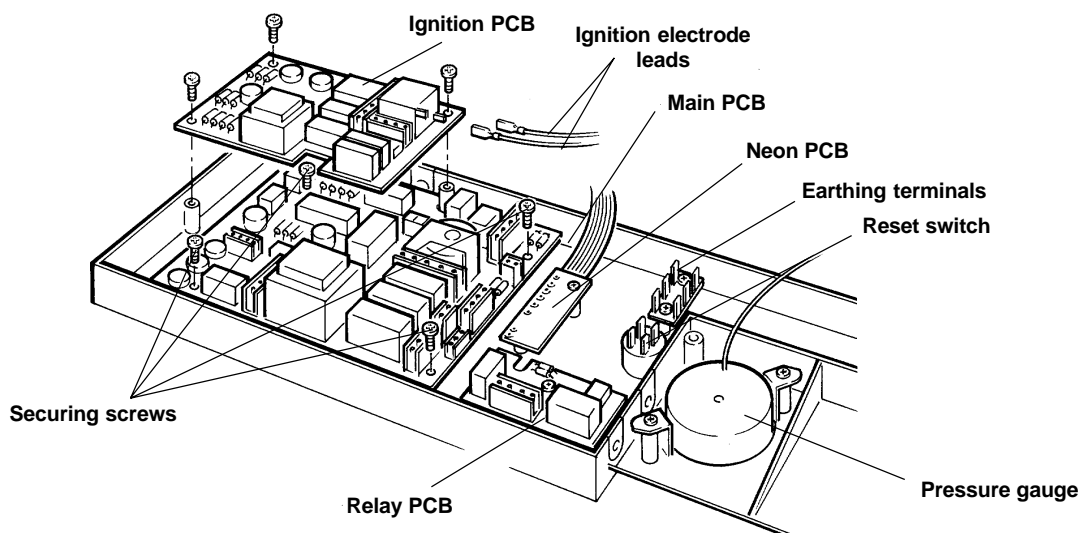 Ignition PCB
Ignition electrode
leads
Main PCB
Neon PCB
Earthing terminals
Reset switch
Securing screws
Relay PCB
Pressure gauge